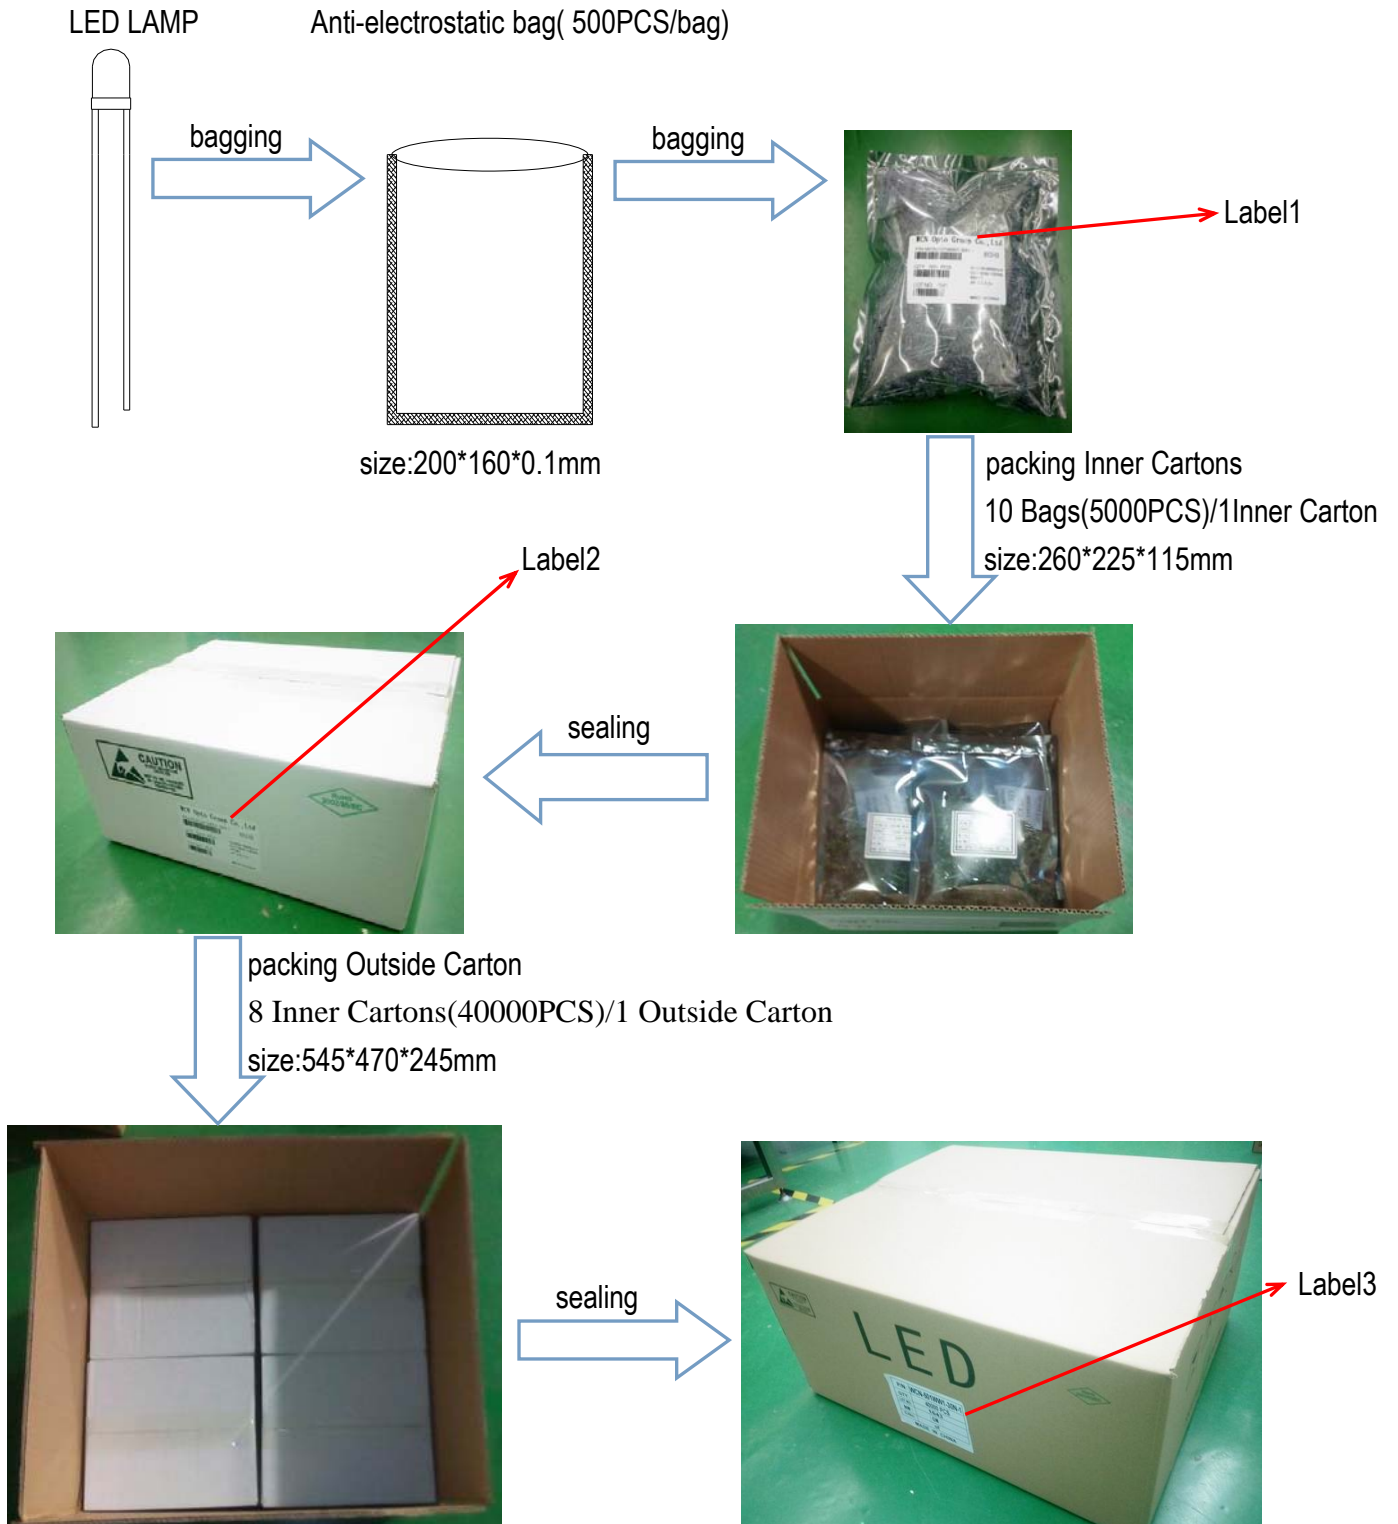 LED LAMP
Anti-electrostatic bag( 500PCS/bag)
bagging
bagging
Label1
size:200*160*0.1mm
packing Inner Cartons
10 Bags(5000PCS)/1Inner Carton
size:260*225*115mm
Label2
sealing
CAUTION
packing Outside Carton
8 Inner Cartons(40000PCS)/1 Outside Carton
size:545*470*245mm
sealing
Label3
LED